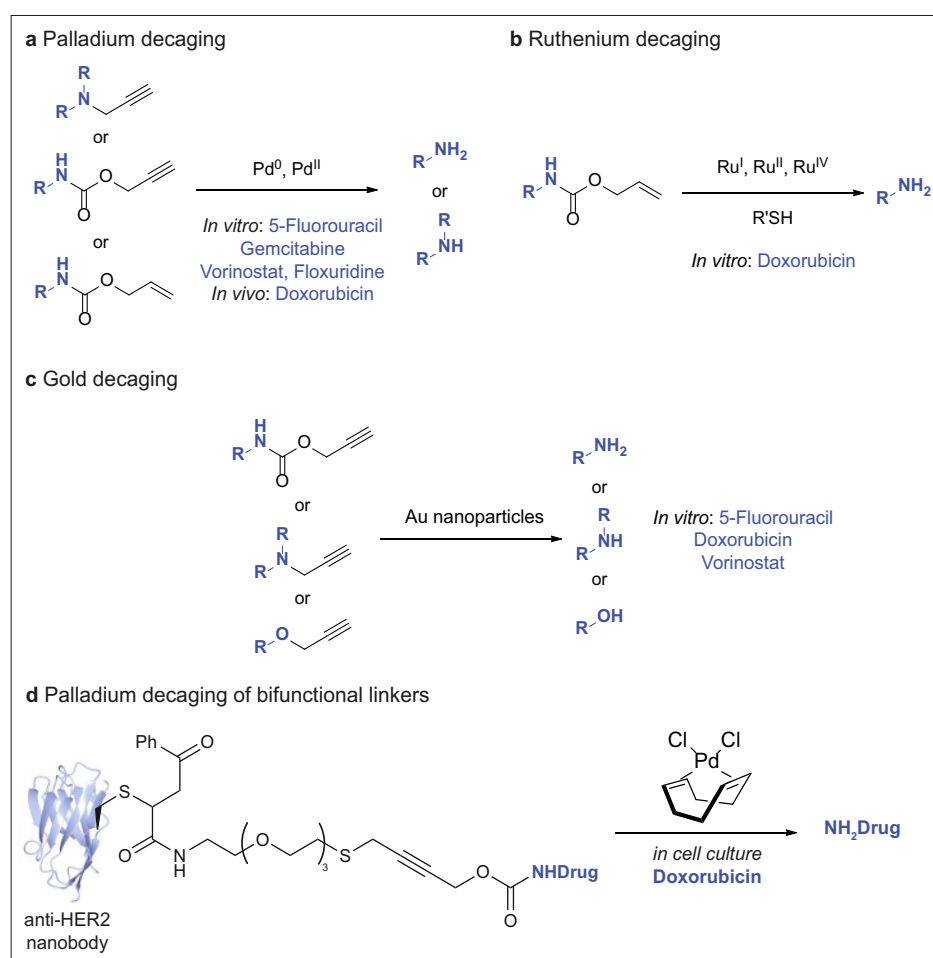 a Palladium decaging
R
N
R
or
H
N
R
O
O
or
H
N
R
O
O
Pd⁰, Pdᴵᴵ
In vitro: 5-Fluorouracil
Gemcitabine
Vorinostat, Floxuridine
In vivo: Doxorubicin
NH₂
R
or
R
NH
R
b Ruthenium decaging
H
N
R
O
O
Ruᴵ, Ruᴵᴵ, Ruᴵⱽ
R'SH
In vitro: Doxorubicin
NH₂
R
c Gold decaging
H
N
R
O
O
or
R
N
R
or
O
R
Au nanoparticles
NH₂
R
or
R
NH
R
or
OH
R
In vitro: 5-Fluorouracil
Doxorubicin
Vorinostat
d Palladium decaging of bifunctional linkers
Ph
O
S
O
N
H
O
3
S
O
O
NHDrug
anti-HER2
nanobody
Cl
Cl
Pd
in cell culture
Doxorubicin
NH₂Drug